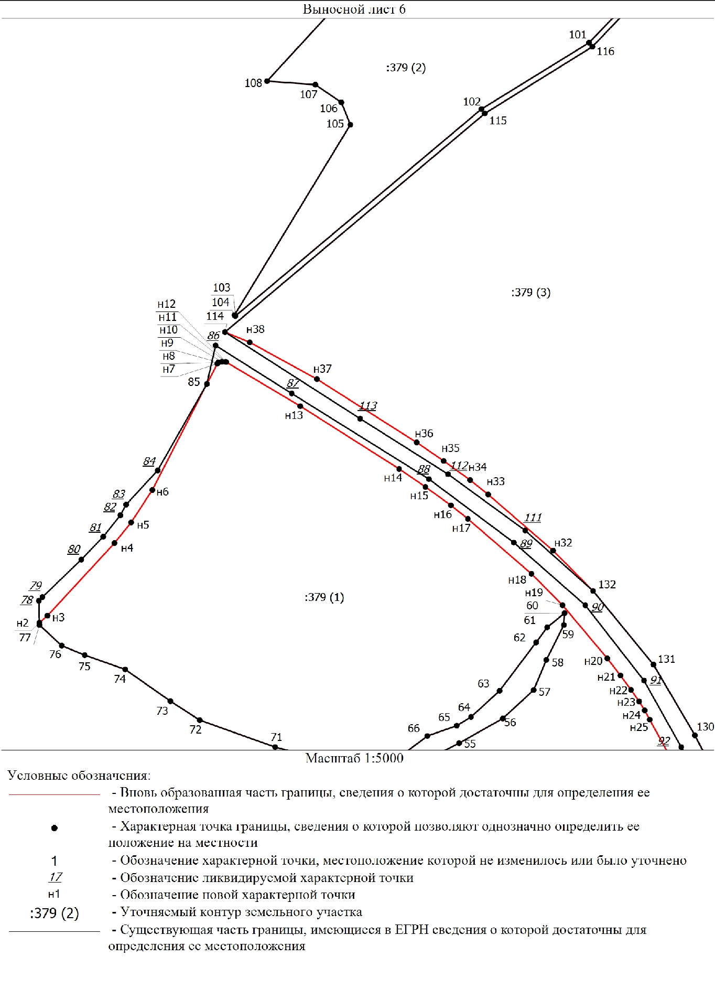 Выносной лист 6
101
116
:379 (2)
108
107
102
106
115
105
103
:379 (3)
104
н12
114
н11
н10
н38
86
н9
н8
н7
н37
85
87
113
н13
н36
н35
84
88
112
н34
н14
н33
83
н15
н6
82
н16
111
81
н5
н17
н32
89
н4
80
н18
132
79
н19
:379 (1)
78
60
90
н3
61
н2
59
77
62
76
131
н20
58
75
74
н21
91
63
н22
57
н23
73
64
н24
65
56
н25
130
72
66
71
92
55
Масштаб 1:5000
Условные обозначения:
- Вновь образованная часть границы, сведения о которой достаточны для определения ее
местоположения
- Характерная точка границы, сведения о которой позволяют однозначно определить ее
положение на местности
1 - Обозначение характерной точки, местоположение которой не изменилось или было уточнено
17 - Обозначение ликвидируемой характерной точки
н1 - Обозначение новой характерной точки
:379 (2) - Уточняемый контур земельного участка
- Существующая часть границы, имеющиеся в ЕГРН сведения о которой достаточны для
определения ее местоположения